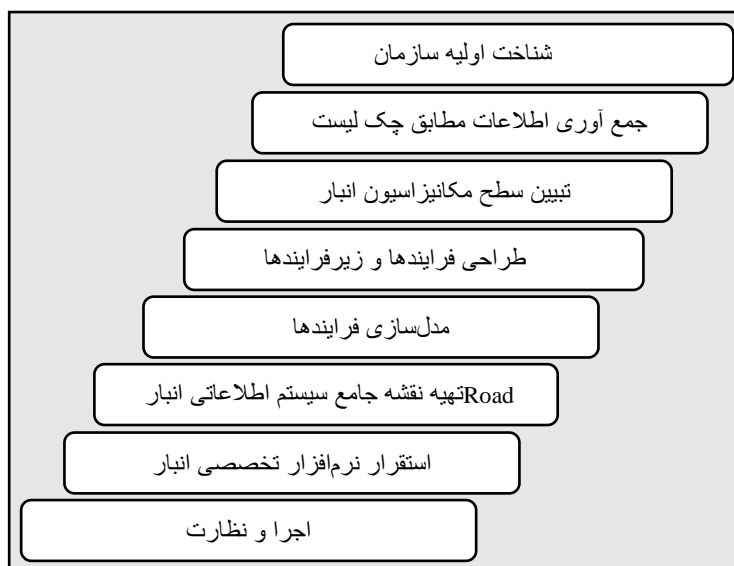 شناخت اولیه سازمان
جمع آوری اطلاعات مطابق چک لیست
تبیین سطح مکانیزاسیون انبار
طراحی فرایندها و زیرفرایندها
مدل‌سازی فرایندها
Roadتهیه نقشه جامع سیستم اطلاعاتی انبار
استقرار نرم‌افزار تخصصی انبار
اجرا و نظارت